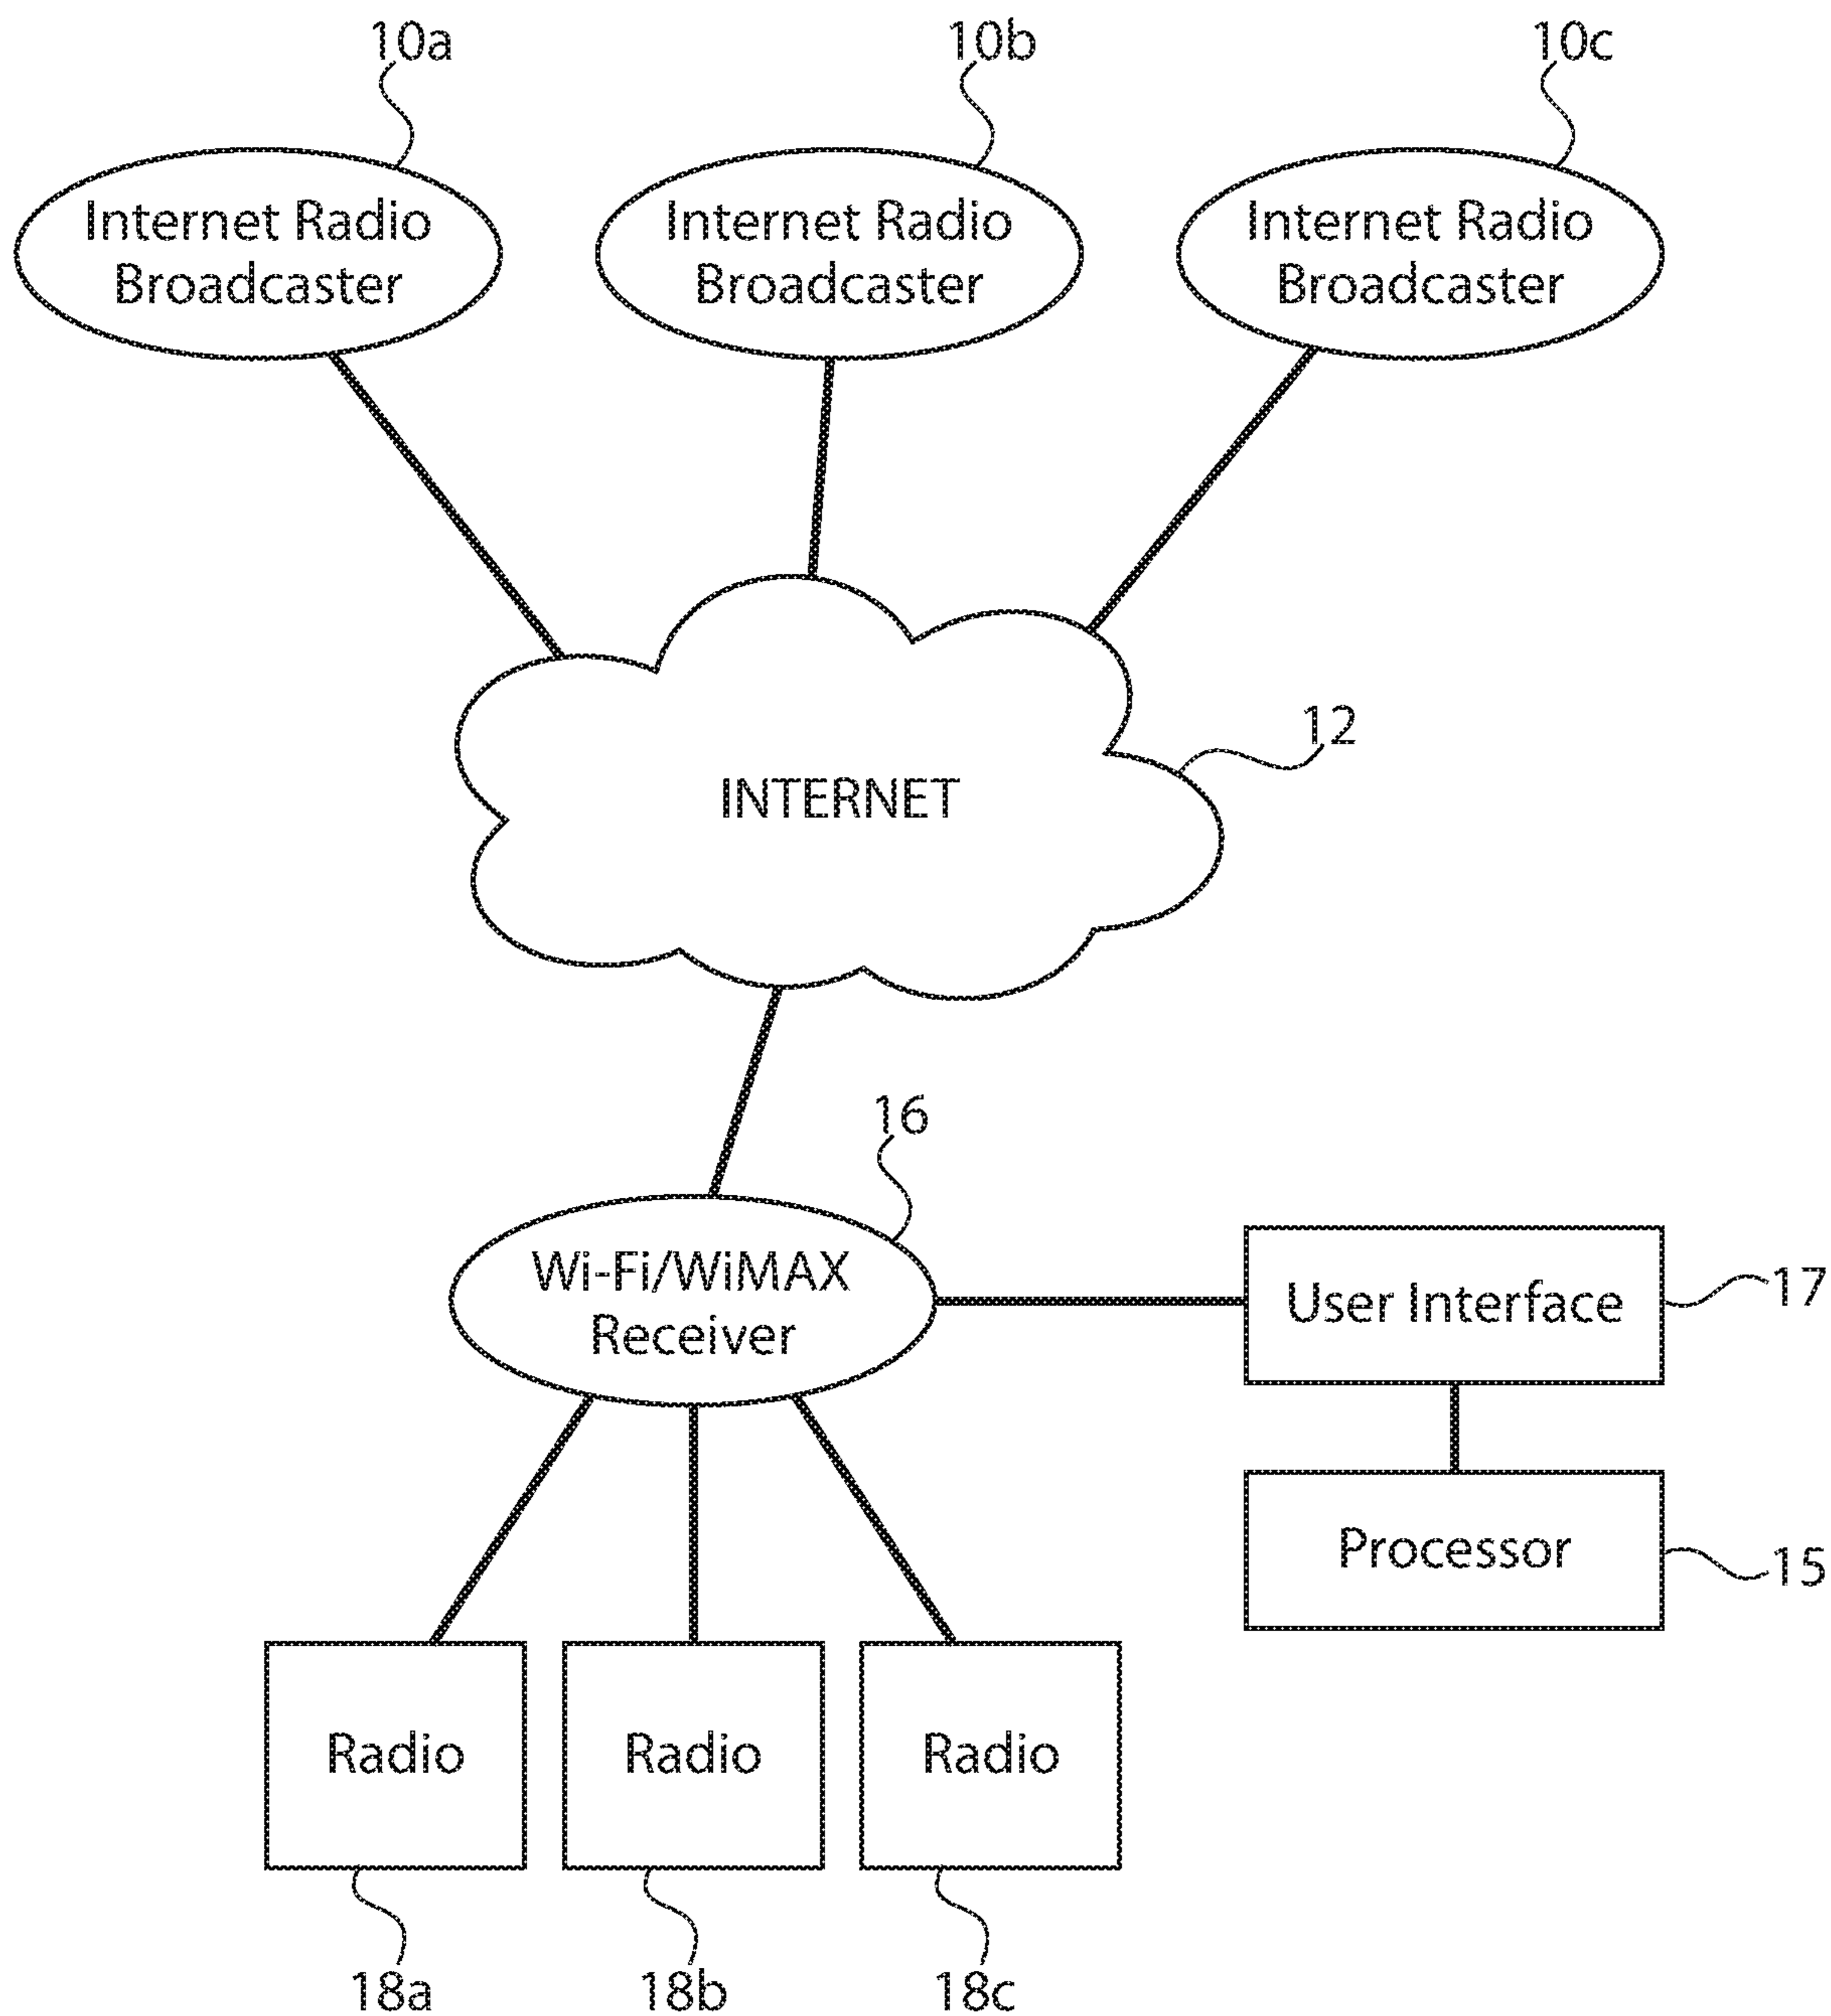 10a
10b
10c
Internet Radio
Broadcaster
Internet Radio
Broadcaster
Internet Radio
Broadcaster
12
INTERNET
16
Wi-Fi/WiMAX
Receiver
User Interface
17
Processor
15
Radio
Radio
Radio
18a
18b
18c